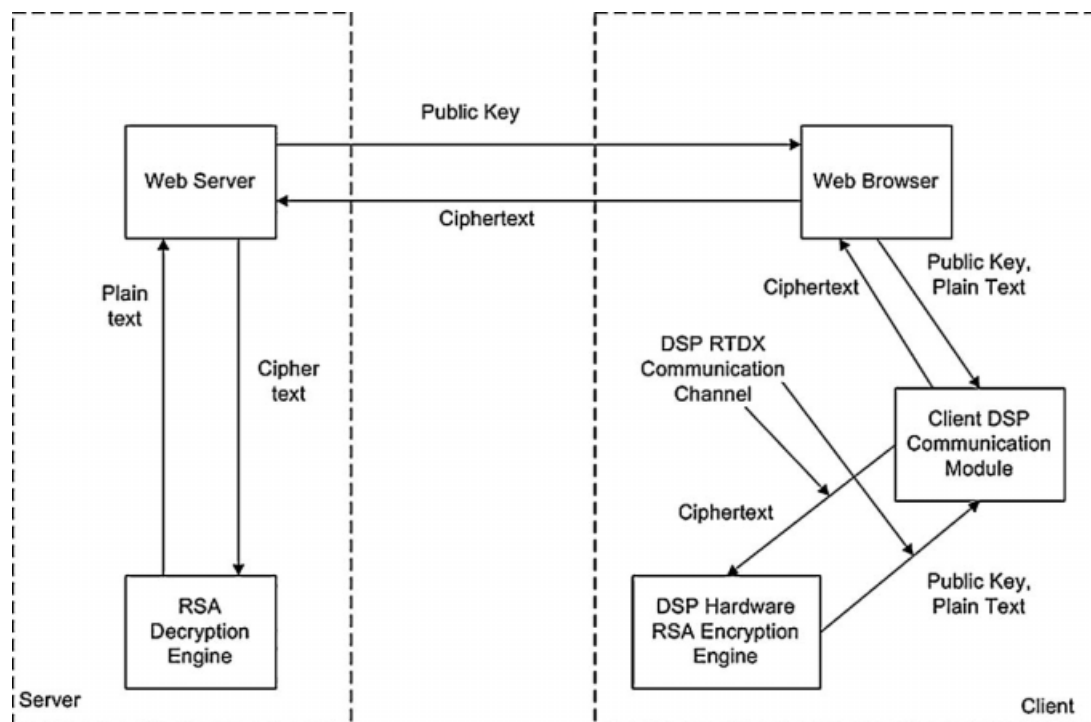 Public Key
Web Server
Web Browser
Ciphertext
Plain
text
Cipher
text
Public Key,
Plain Text
Ciphertext
DSP RTDX
Communication
Channel
Client DSP
Communication
Module
Ciphertext
RSA
Decryption
Engine
DSP Hardware
RSA Encryption
Engine
Public Key,
Plain Text
Server
Client